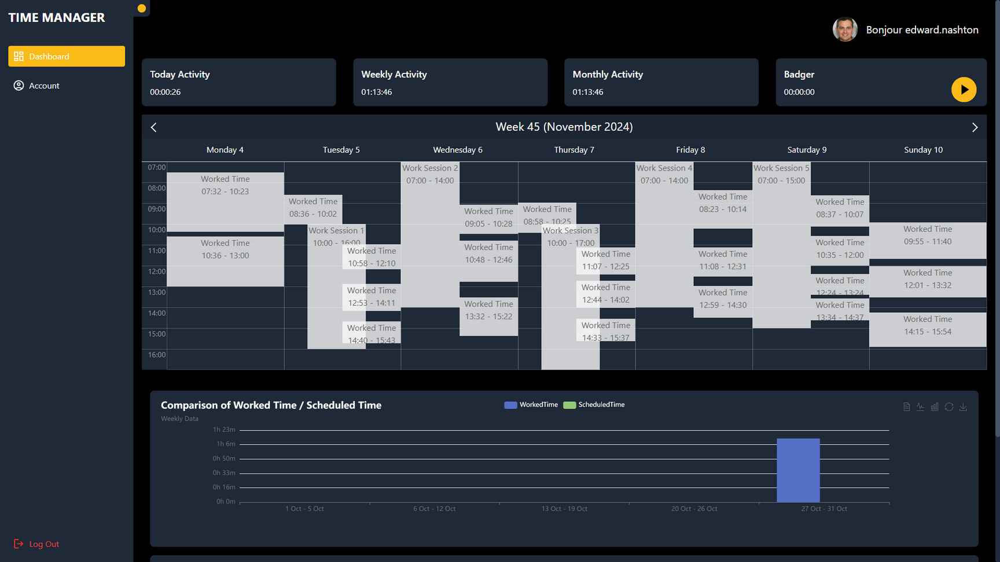 TIME MANAGER
Dashboard
Account
Log Out
Bonjour edward.nashton
Today Activity
00:00:26
Weekly Activity
01:13:46
Monthly Activity
01:13:46
Badger
00:00:00
Week 45 (November 2024)
Monday 4
Tuesday 5
Wednesday 6
Thursday 7
Friday 8
Saturday 9
Sunday 10
07:00
08:00
09:00
10:00
11:00
12:00
13:00
14:00
15:00
16:00
Worked Time
07:32 - 10:23
Worked Time
10:36 - 13:00
Worked Time
08:36 - 10:02
Work Session 1
10:00 - 16:00
Worked Time
10:58 - 12:10
Worked Time
12:53 - 14:11
Worked Time
14:40 - 15:43
Work Session 2
07:00 - 14:00
Worked Time
09:05 - 10:28
Worked Time
10:48 - 12:46
Worked Time
13:32 - 15:22
Worked Time
08:58 - 10:25
Work Session 3
10:00 - 17:00
Worked Time
11:07 - 12:25
Worked Time
12:44 - 14:02
Worked Time
14:33 - 15:37
Work Session 4
07:00 - 14:00
Worked Time
08:23 - 10:14
Worked Time
11:08 - 12:31
Worked Time
12:59 - 14:30
Work Session 5
07:00 - 15:00
Worked Time
08:37 - 10:07
Worked Time
10:35 - 12:00
Worked Time
12:24 - 13:24
Worked Time
13:34 - 14:37
Worked Time
09:55 - 11:40
Worked Time
12:01 - 13:32
Worked Time
14:15 - 15:54
Comparison of Worked Time / Scheduled Time
Weekly Data
WorkedTime
ScheduledTime
1h 23m
1h 6m
0h 50m
0h 33m
0h 16m
0h 0m
1 Oct - 5 Oct
6 Oct - 12 Oct
13 Oct - 19 Oct
20 Oct - 26 Oct
27 Oct - 31 Oct